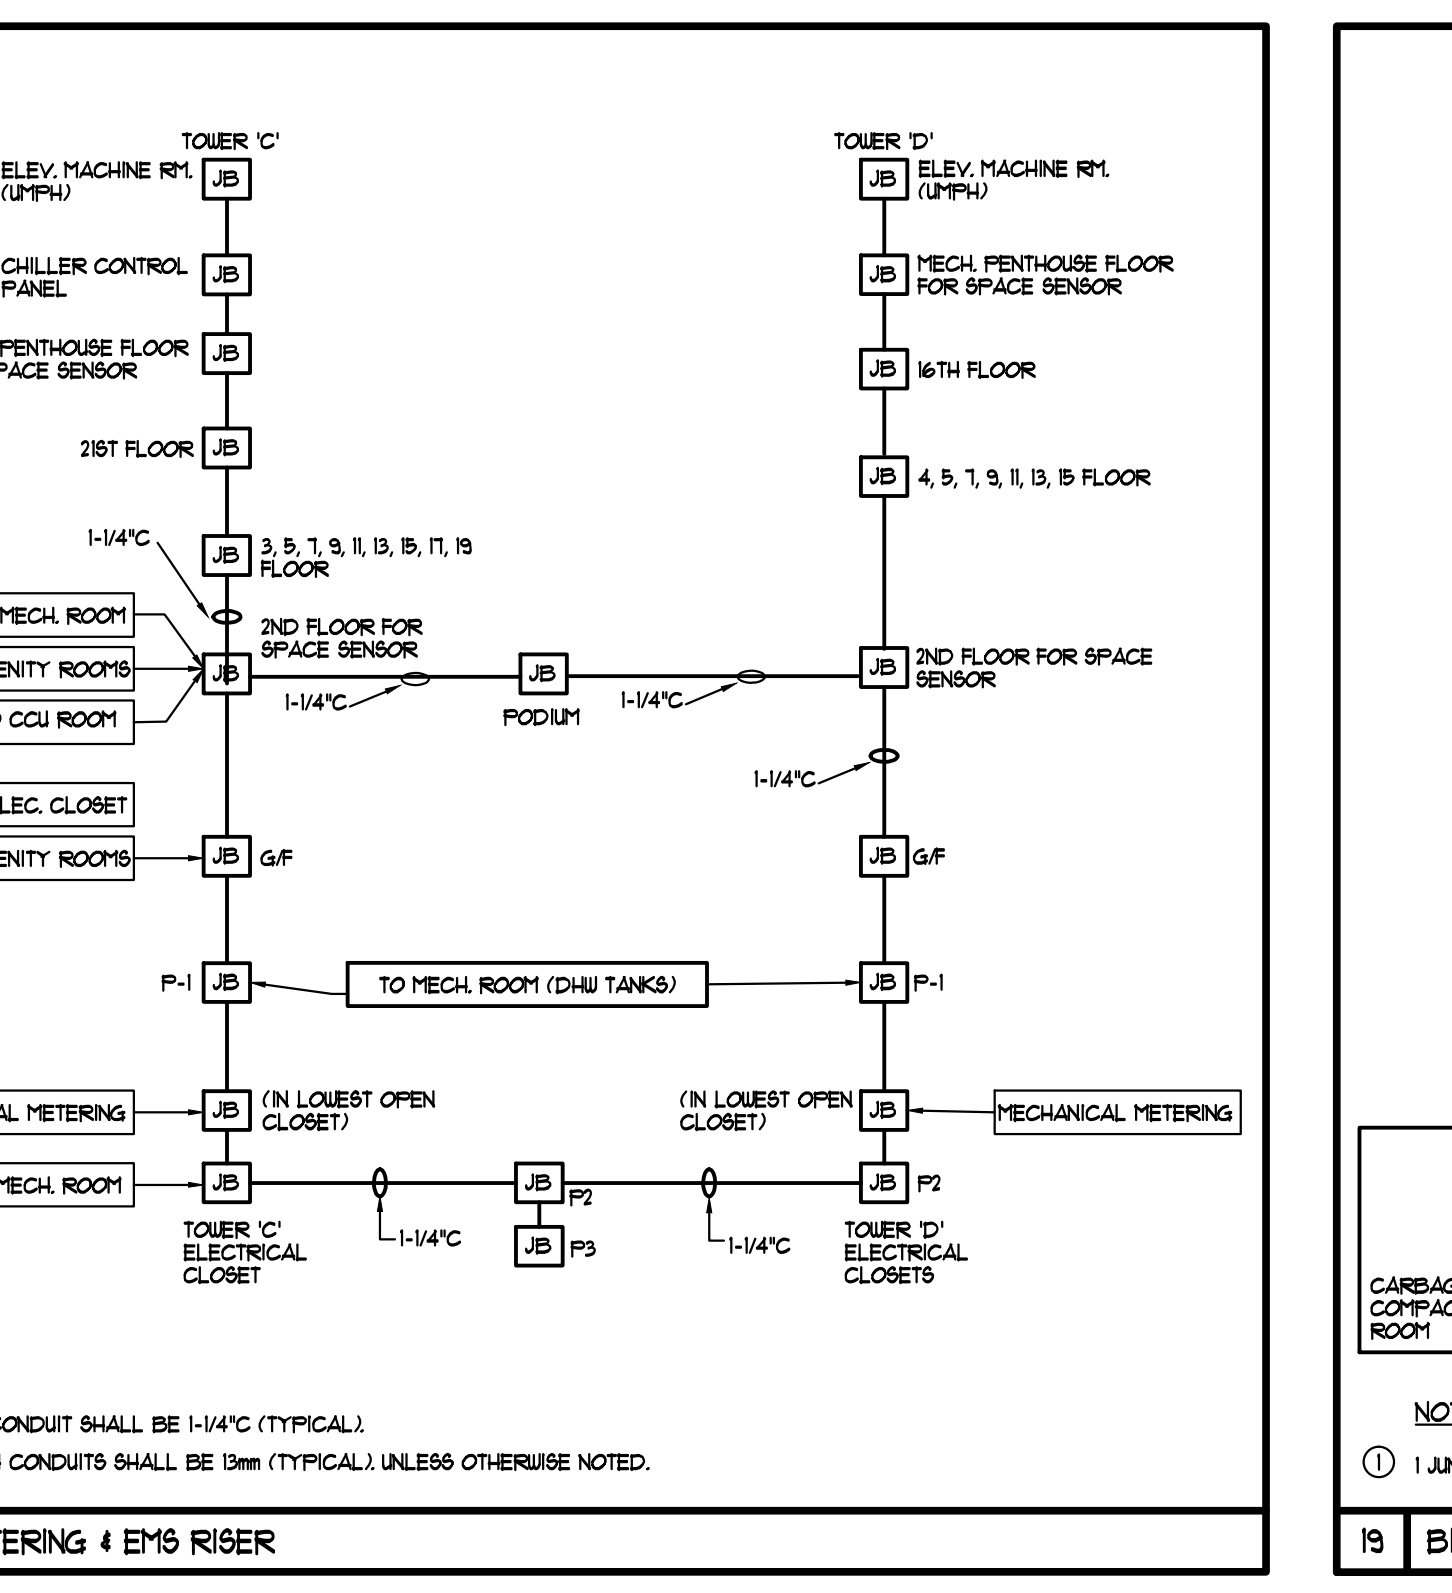 TOWER 'C'
ELEV. MACHINE RM.
(UMPH)
JB
CHILLER CONTROL
PANEL
JB
PENTHOUSE FLOOR
SPACE SENSOR
JB
21ST FLOOR
JB
1-1/4"C
JB
3, 5, 7, 9, 11, 13, 15, 17, 19
FLOOR
MECH. ROOM
ENITY ROOMS
CCU ROOM
JB
2ND FLOOR FOR
SPACE SENSOR
1-1/4"C
JB
PODIUM
1-1/4"C
TOWER 'D'
JB
ELEV. MACHINE RM.
(UMPH)
JB
MECH. PENTHOUSE FLOOR
FOR SPACE SENSOR
JB
16TH FLOOR
JB
4, 5, 7, 9, 11, 13, 15 FLOOR
JB
2ND FLOOR FOR SPACE
SENSOR
1-1/4"C
LEC. CLOSET
ENITY ROOMS
JB
G/F
JB
G/F
P-1
JB
TO MECH. ROOM (DHW TANKS)
JB
P-1
AL METERING
JB
(IN LOWEST OPEN
CLOSET)
(IN LOWEST OPEN
CLOSET)
JB
MECHANICAL METERING
MECH. ROOM
JB
TOWER 'C'
ELECTRICAL
CLOSET
1-1/4"C
JB
P2
JB
P3
1-1/4"C
JB
P2
TOWER 'D'
ELECTRICAL
CLOSETS
CONDUIT SHALL BE 1-1/4"C (TYPICAL).
CONDUITS SHALL BE 13mm (TYPICAL). UNLESS OTHERWISE NOTED.
TERING & EMS RISER
CARBAG
COMPAC
ROOM
NOT
1 1 JUN
19